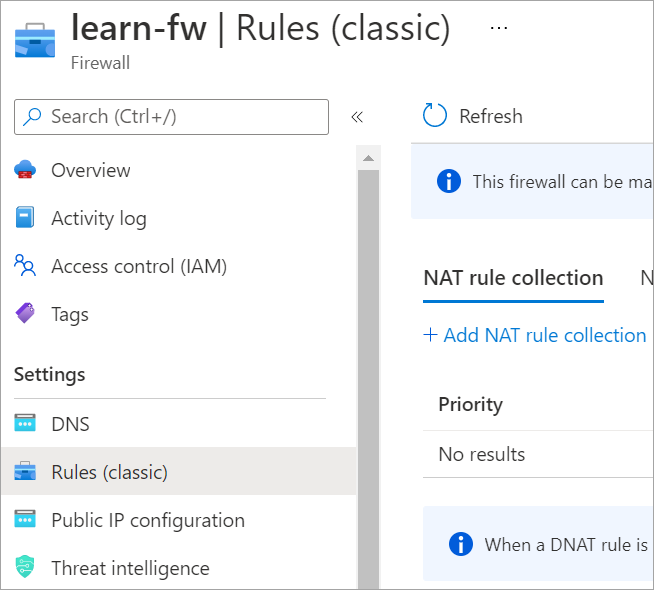 learn-fw | Rules (classic) ...
Firewall
Search (Ctrl+/)
«
Refresh
Overview
Activity log
Access control (IAM)
Tags
Settings
DNS
Rules (classic)
Public IP configuration
Threat intelligence
This firewall can be ma
NAT rule collection N
+ Add NAT rule collection
Priority
No results
When a DNAT rule is